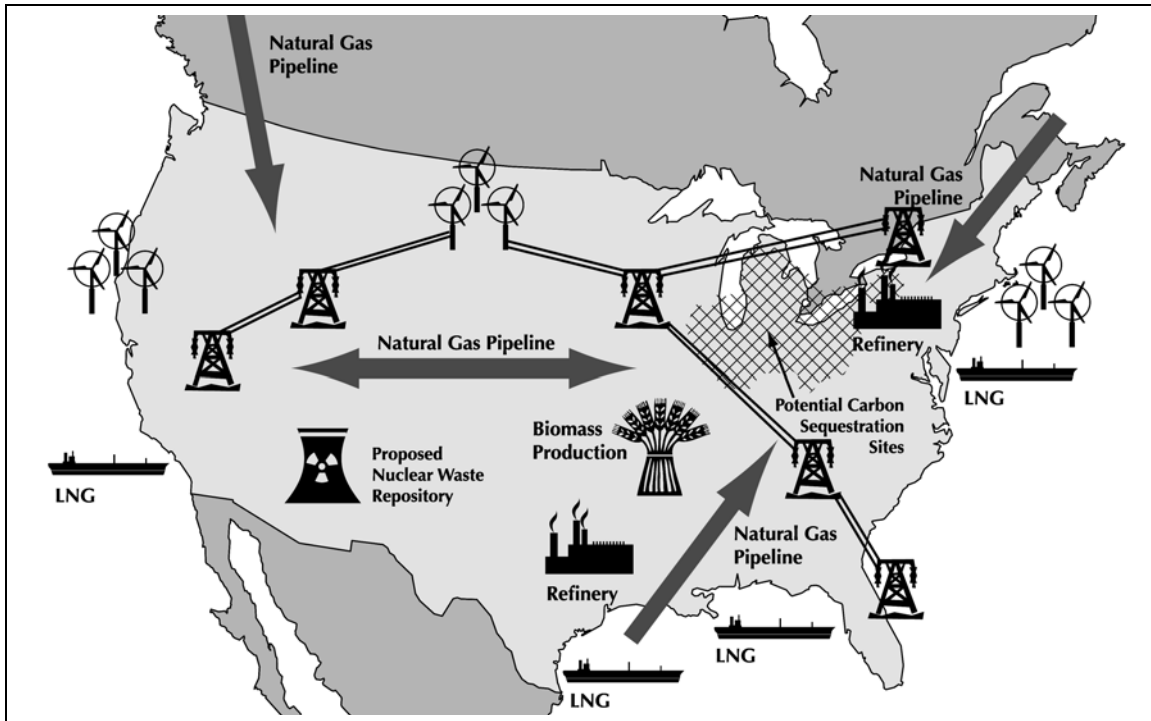 Natural Gas
Pipeline
Natural Gas
Pipeline
Natural Gas Pipeline
Refinery
LNG
Potential Carbon
Sequestration
Sites
Biomass
Production
Proposed
Nuclear Waste
Repository
LNG
Natural Gas
Pipeline
Refinery
LNG
LNG